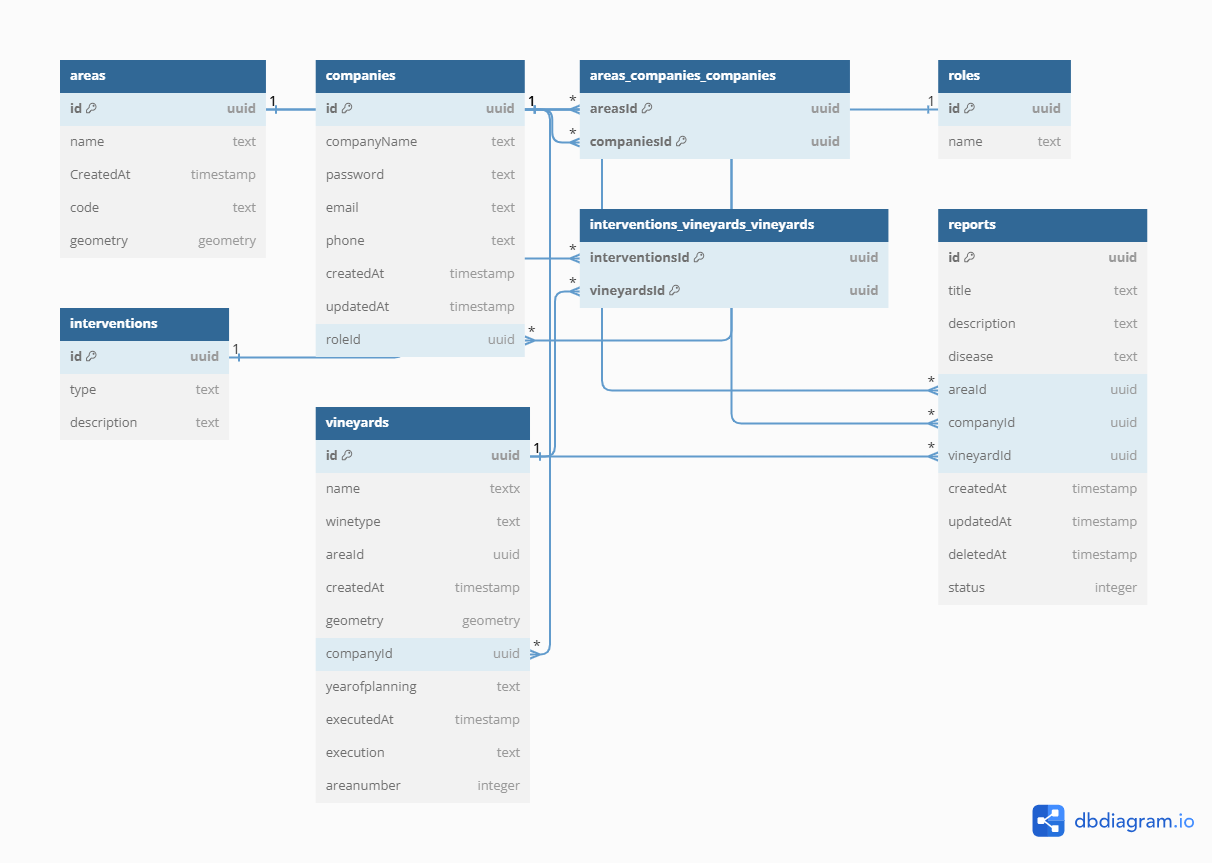 areas
id uuid
name text
CreatedAt timestamp
code text
geometry geometry
1
companies
id uuid
companyName text
password text
email text
phone text
createdAt timestamp
updatedAt timestamp
roleId uuid
1
*
areas_companies_companies
areasId uuid
companiesId uuid
*
*
roles
id uuid
name text
1
interventions_vineyards_vineyards
interventionsId uuid
vineyardsId uuid
*
*
reports
id uuid
title text
description text
disease text
areaId uuid
companyId uuid
vineyardId uuid
createdAt timestamp
updatedAt timestamp
deletedAt timestamp
status integer
*
*
*
interventions
id uuid
type text
description text
1
vineyards
id uuid
name textx
winetype text
areaId uuid
createdAt timestamp
geometry geometry
companyId uuid
yearofplanning text
executedAt timestamp
execution text
areanumber integer
1
*
dbdiagram.io